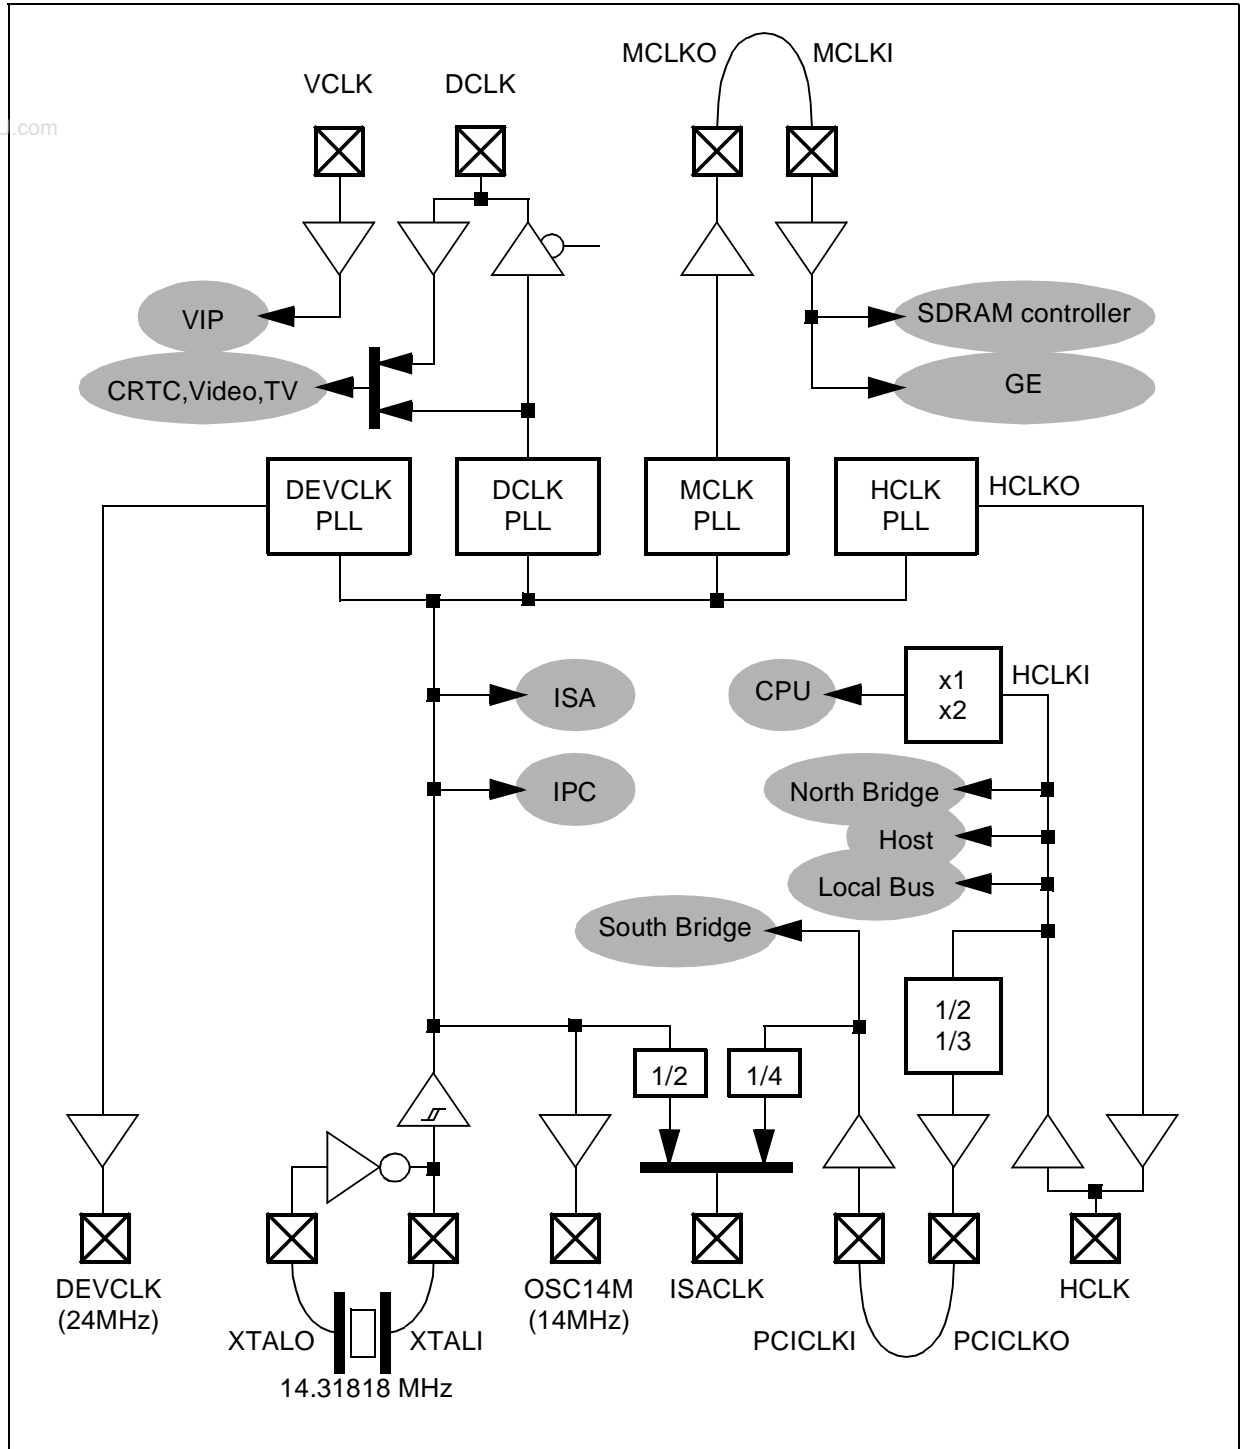 MCLKO
MCLKI
VCLK
DCLK
J.com
VIP
SDRAM controller
CRTC,Video,TV
GE
DEVCLK
PLL
DCLK
PLL
MCLK
PLL
HCLK
PLL
HCLKO
ISA
CPU
x1
x2
HCLKI
IPC
North Bridge
Host
Local Bus
South Bridge
1/2
1/3
1/2
1/4
DEVCLK
(24MHz)
OSC14M
(14MHz)
ISACLK
HCLK
XTALO
XTALI
PCICLKI
PCICLKO
14.31818 MHz